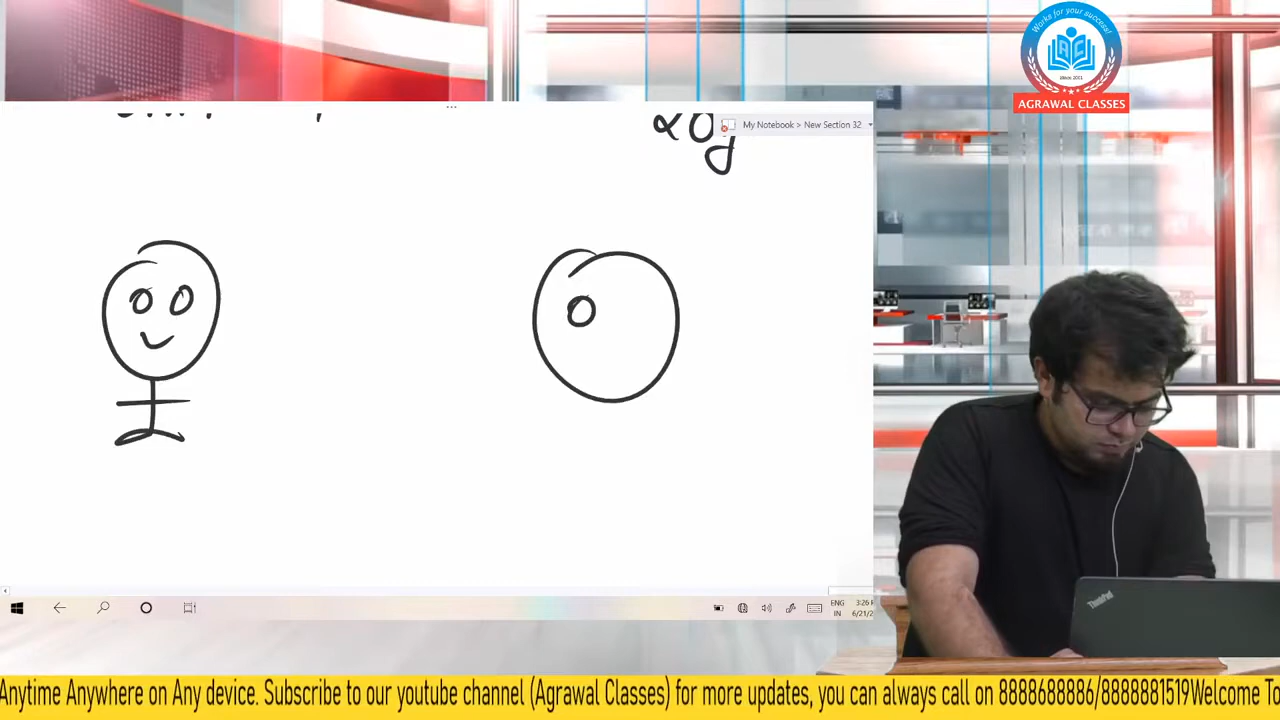 Works for your success!
Since 2001
AGRAWAL CLASSES
My Notebook > New Section 32
ENG
IN
ThinkPad
Anytime Anywhere on Any device. Subscribe to our youtube channel (Agrawal Classes) for more updates, you can always call on 8888688886/8888881519Welcome To